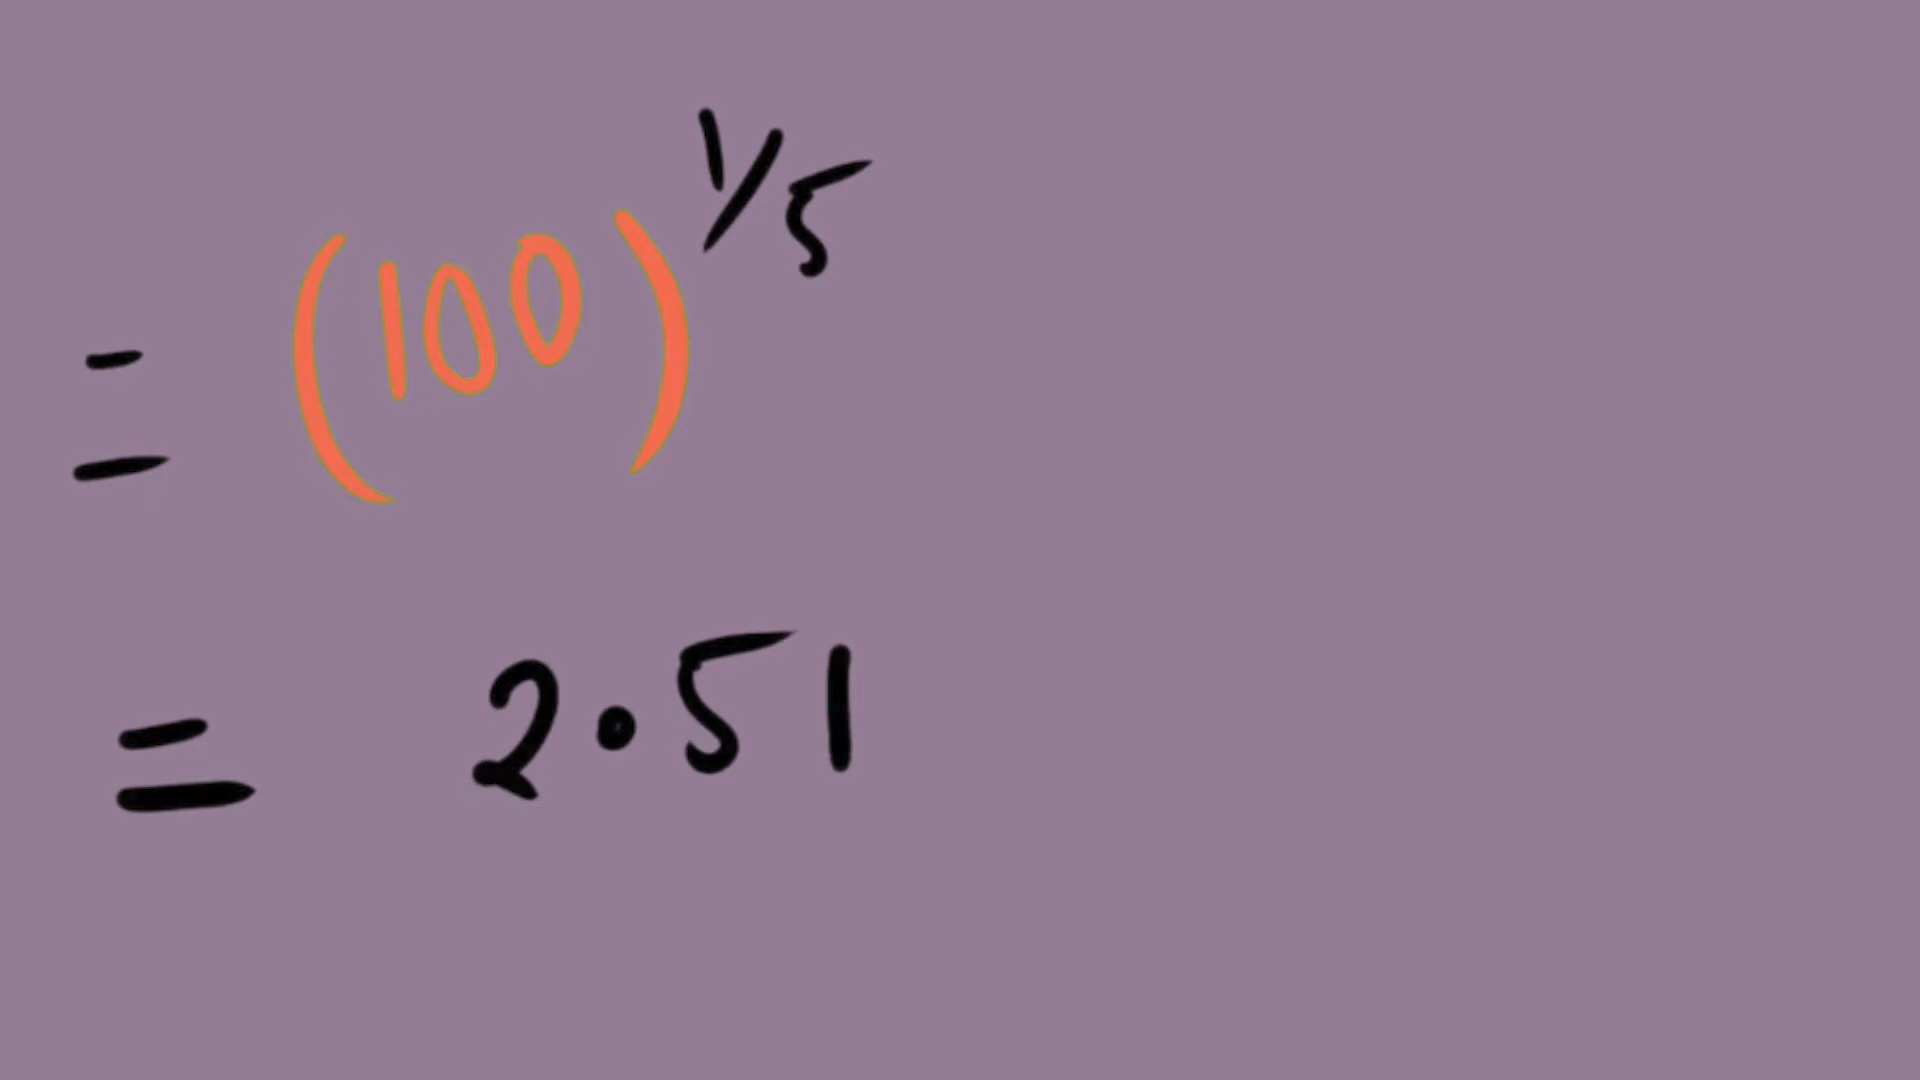 = (100)^1/5
= 2.51